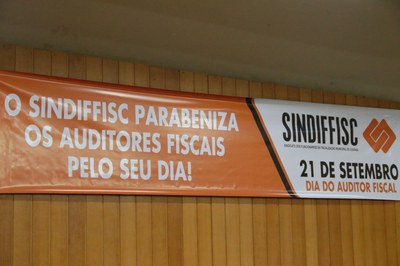 O SINDIFFISC PARABENIZA
OS AUDITORES FISCAIS
PELO SEU DIA!
SINDIFFISC
21 DE SETEMBRO
DIA DO AUDITOR FISCAL